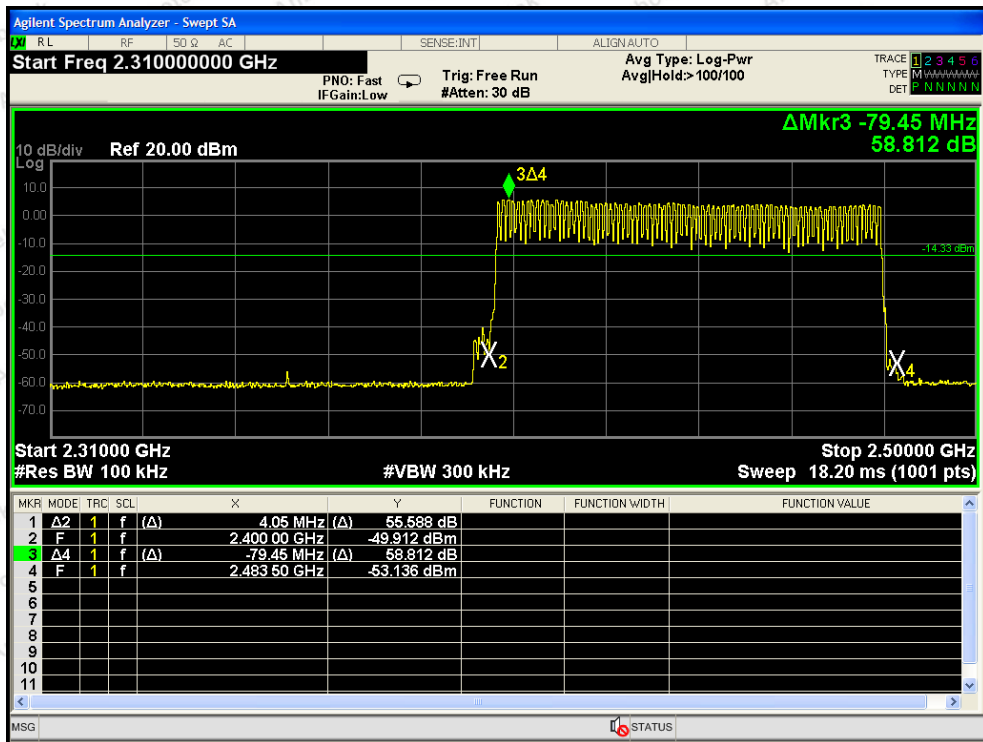 Agilent Spectrum Analyzer - Swept SA
LXI RL RF 50 Ω AC SENSE:INT ALIGN AUTO
Start Freq 2.310000000 GHz
PNO: Fast
IFGain:Low
Trig: Free Run
#Atten: 30 dB
Avg Type: Log-Pwr
Avg|Hold:>100/100
TRACE 1 2 3 4 5 6
TYPE M WWWWW
DET P N N N N N
ΔMkr3 -79.45 MHz
58.812 dB
10 dB/div Ref 20.00 dBm
Log
10.0
0.00
-10.0
-20.0
-30.0
-40.0
-50.0
-60.0
-70.0
3Δ4
-14.33 dBm
2
4
Start 2.31000 GHz Stop 2.50000 GHz
#Res BW 100 kHz #VBW 300 kHz Sweep 18.20 ms (1001 pts)
MKR MODE TRC SCL X Y FUNCTION FUNCTION WIDTH FUNCTION VALUE
1 Δ2 1 f (Δ) 4.05 MHz (Δ) 55.588 dB
2 F 1 f 2.400 00 GHz -49.912 dBm
3 Δ4 1 f (Δ) -79.45 MHz (Δ) 58.812 dB
4 F 1 f 2.483 50 GHz -53.136 dBm
5
6
7
8
9
10
11
MSG STATUS